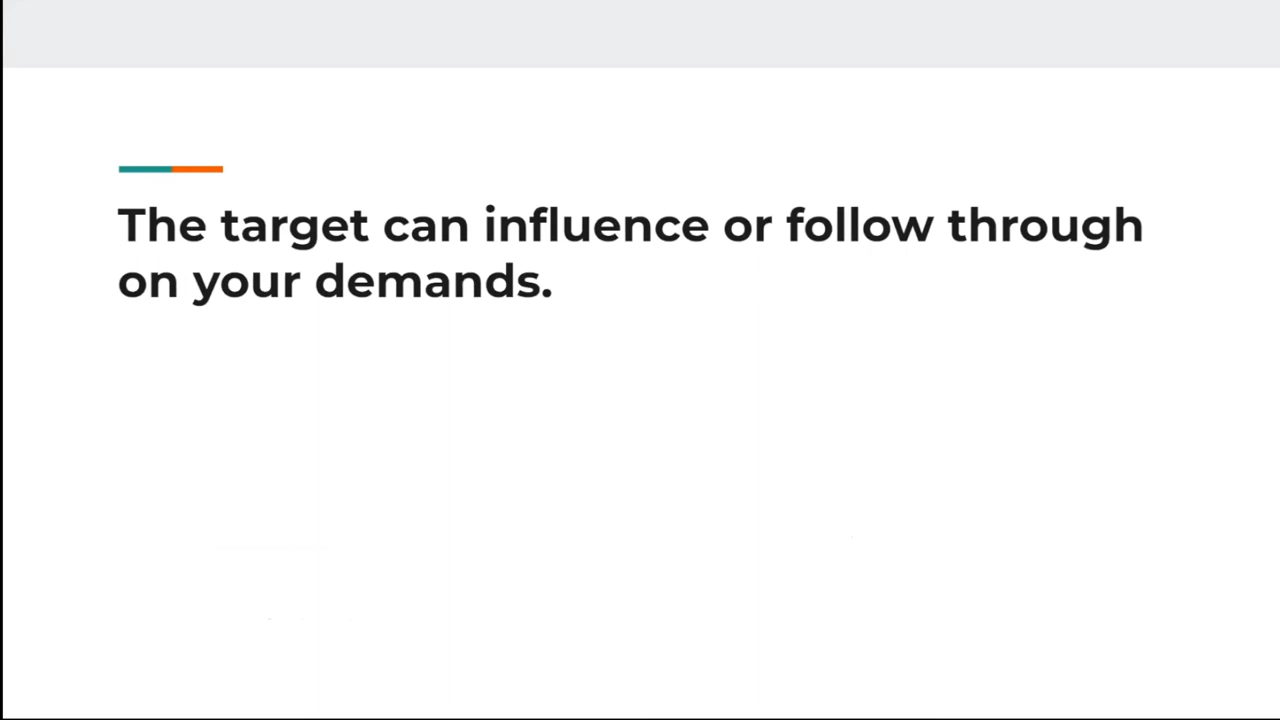 The target can influence or follow through
on your demands.